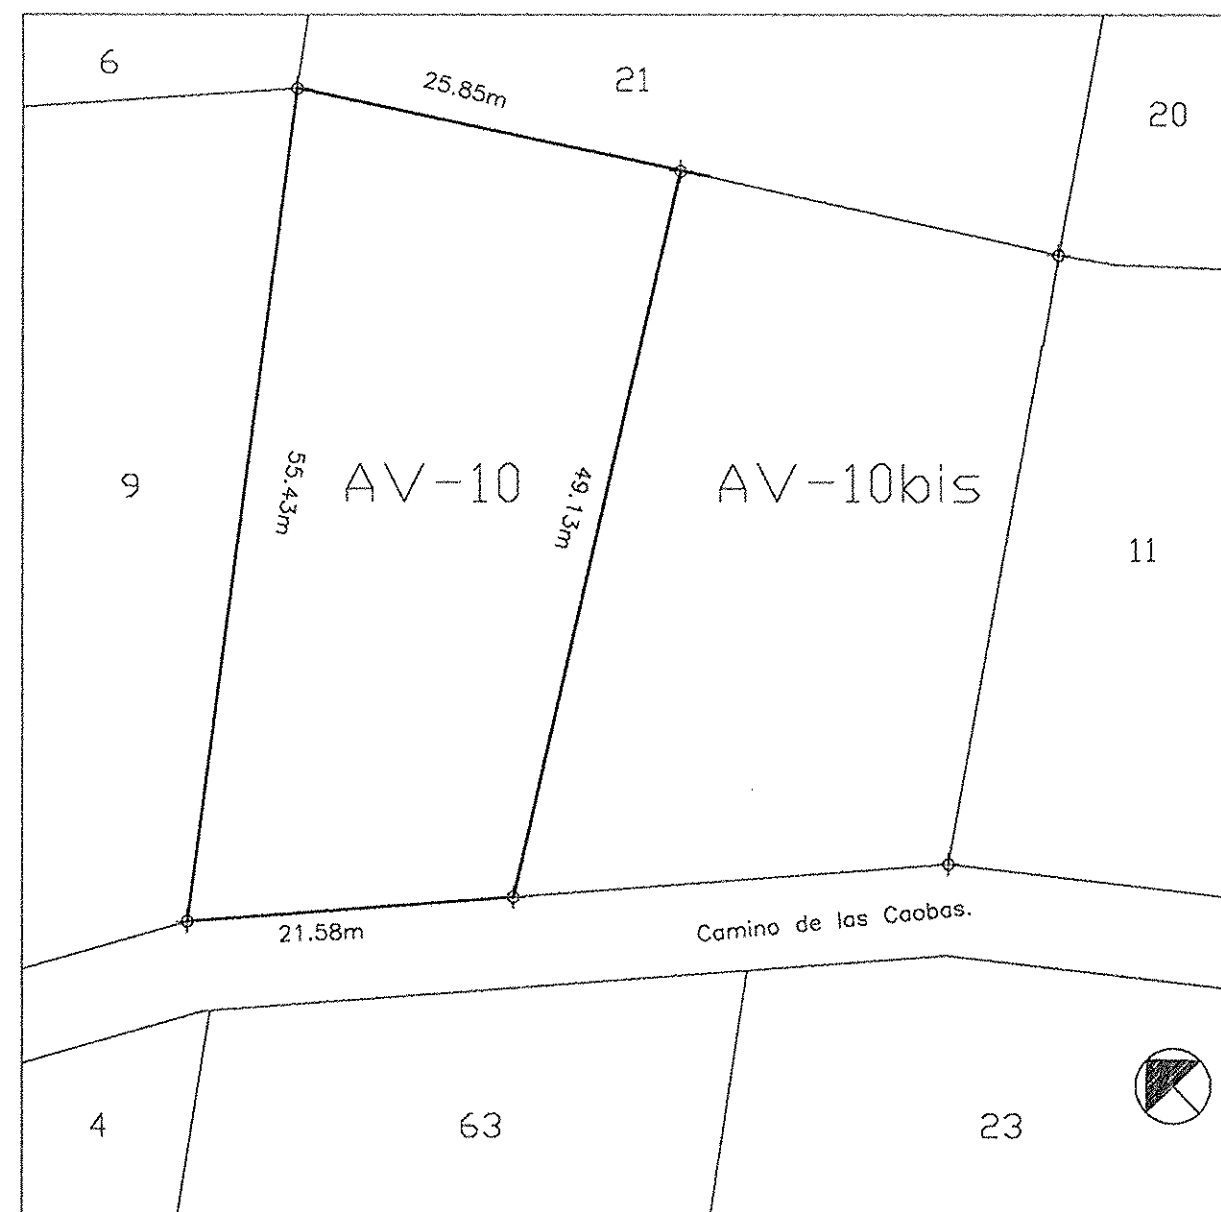 6
21
25.85m
20
9
55.43m
AV-10
49.13m
AV-10bis
11
21.58m
Camino de las Caobas.
4
63
23